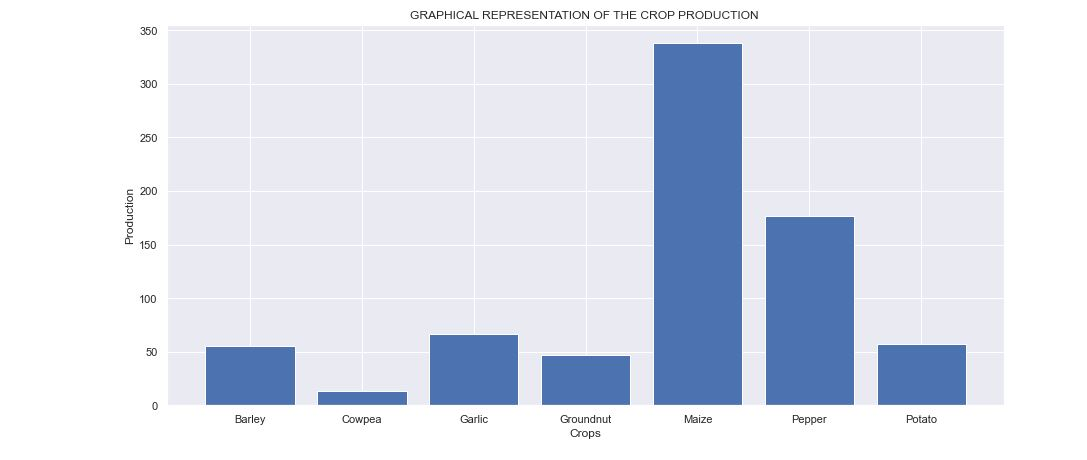 GRAPHICAL REPRESENTATION OF THE CROP PRODUCTION
350
300
250
200
150
100
50
0
Production
Barley Cowpea Garlic Groundnut Maize Pepper Potato
Crops